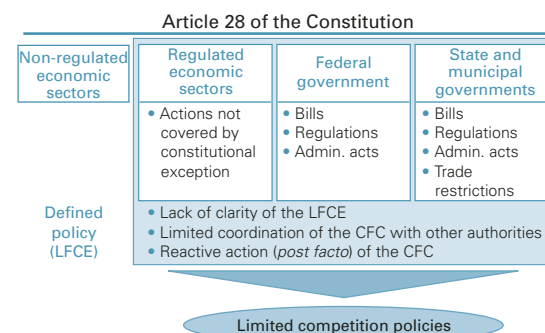 Article 28 of the Constitution
Non-regulated
economic
sectors
Regulated
economic
sectors
Federal
government
State and
municipal
governments
• Actions not
covered by
constitutional
exception
• Bills
• Regulations
• Admin. acts
• Bills
• Regulations
• Admin. acts
• Trade
restrictions
Defined
policy
(LFCE)
• Lack of clarity of the LFCE
• Limited coordination of the CFC with other authorities
• Reactive action (post facto) of the CFC
Limited competition policies